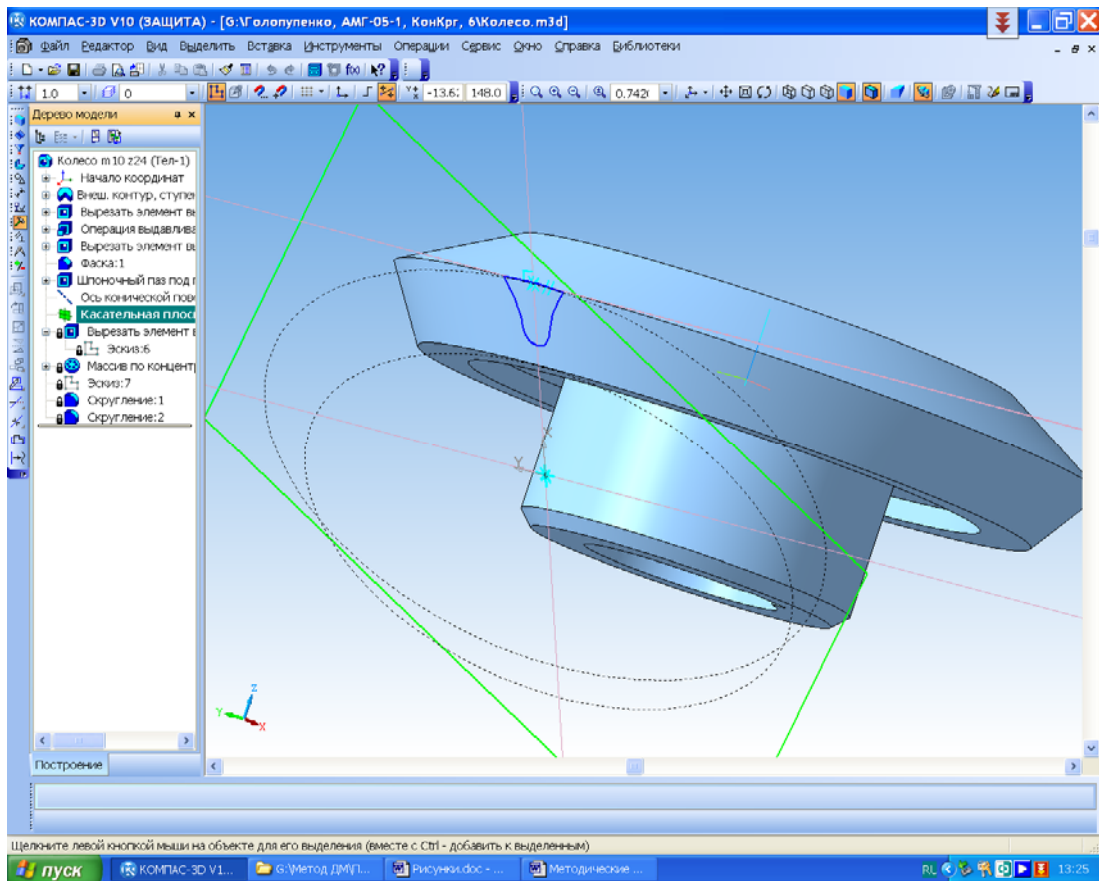 КОМПАС-3D V10 (ЗАЩИТА) - [G:\Голопупенко, АМГ-05-1, КонКрг, 6\Колесо.m3d]
Файл Редактор Вид Выделить Вставка Инструменты Операции Сервис Окно Справка Библиотеки
1.0 0 -13.6: 148.0 0.742
Дерево модели
Колесо m10 z24 (Тел-1)
Начало координат
Внеш. контур, ступен
Вырезать элемент вы
Операция выдавлива
Вырезать элемент вы
Фаска:1
Шпоночный паз под п
Ось конической пове
Касательная плоск
Вырезать элемент в
Эскиз:6
Массив по концентр
Эскиз:7
Скругление:1
Скругление:2
Y
Z
Y
X
Построение
Щелкните левой кнопкой мыши на объекте для его выделения (вместе с Ctrl - добавить к выделенным)
пуск КОМПАС-3D V1... G:\Метод ДМ\П... Рисунки.doc - ... Методические ... RL 13:25